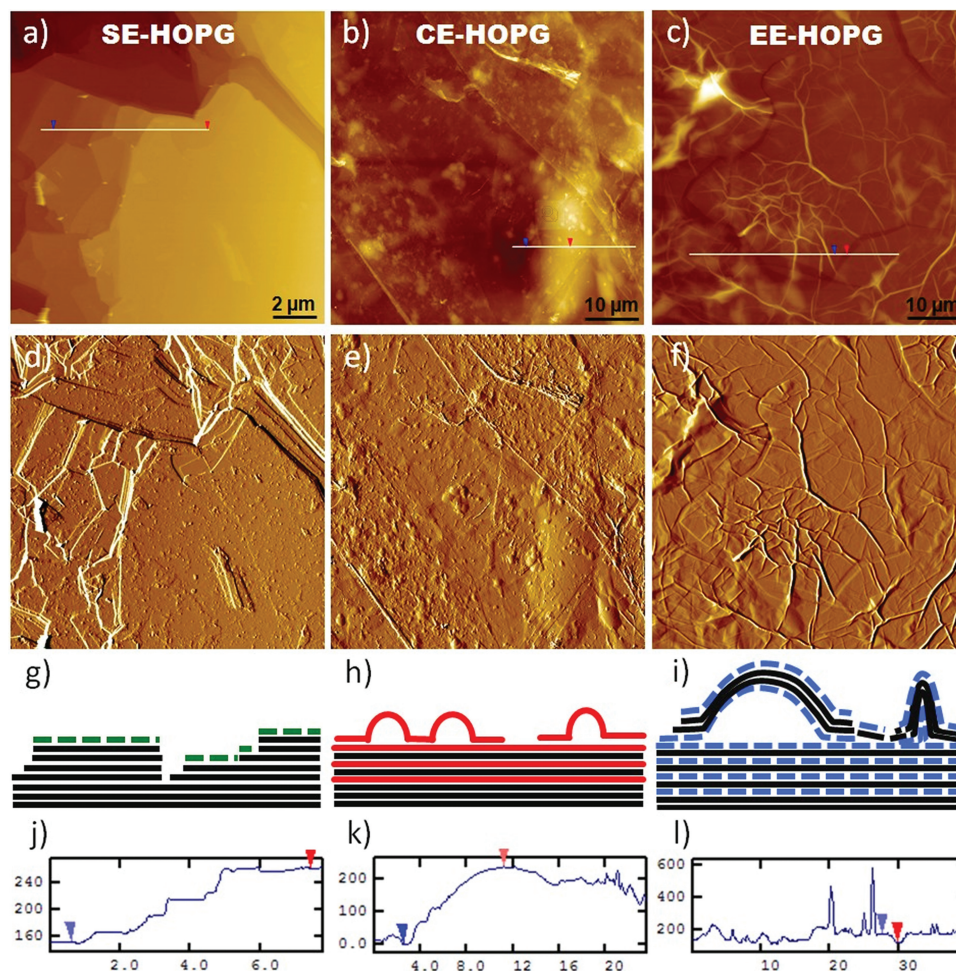 a) SE-HOPG
b) CE-HOPG
c) EE-HOPG
2 μm
10 μm
10 μm
d)
e)
f)
g)
h)
i)
j)
k)
l)
240
200
160
2.0 4.0 6.0
200
100
0.0
4.0 8.0 12 16 20
600
400
200
10 20 30